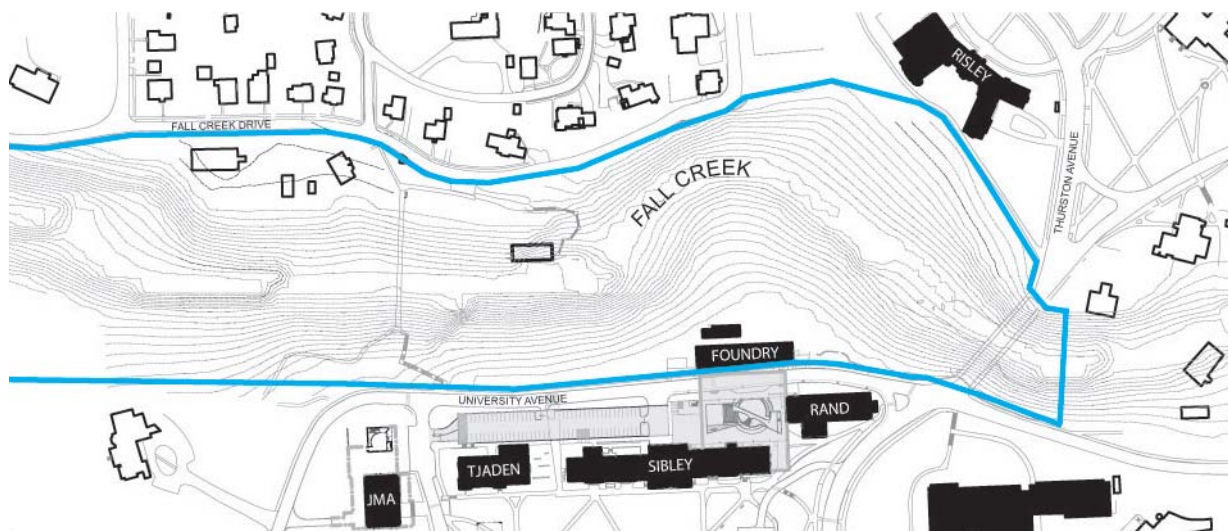 RISLEY
FALL CREEK DRIVE
FALL CREEK
THURSTON AVENUE
FOUNDRY
UNIVERSITY AVENUE
RAND
TJADEN
SIBLEY
JMA